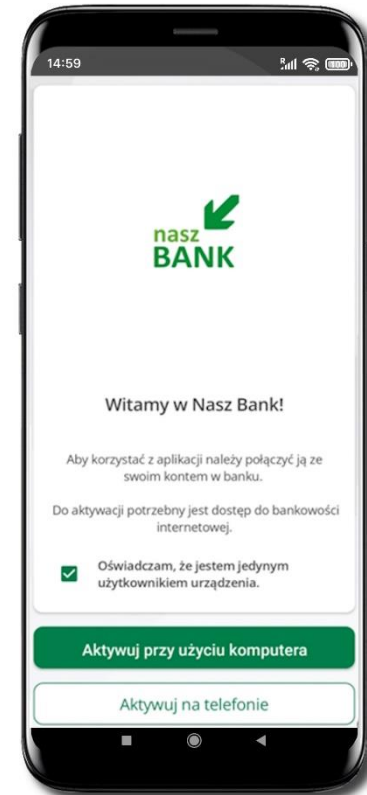 14:59
R
100
nasz
BANK
Witamy w Nasz Bank!
Aby korzystać z aplikacji należy połączyć ją ze
swoim kontem w banku.
Do aktywacji potrzebny jest dostęp do bankowości
internetowej.
Oświadczam, że jestem jedynym
użytkownikiem urządzenia.
Aktywuj przy użyciu komputera
Aktywuj na telefonie